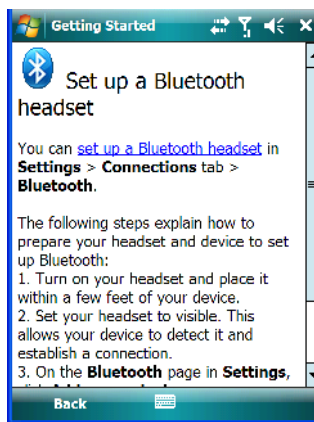 Getting Started
Set up a Bluetooth
headset
You can set up a Bluetooth headset in
Settings > Connections tab >
Bluetooth.
The following steps explain how to
prepare your headset and device to set
up Bluetooth:
1. Turn on your headset and place it
within a few feet of your device.
2. Set your headset to visible. This
allows your device to detect it and
establish a connection.
3. On the Bluetooth page in Settings,
Back